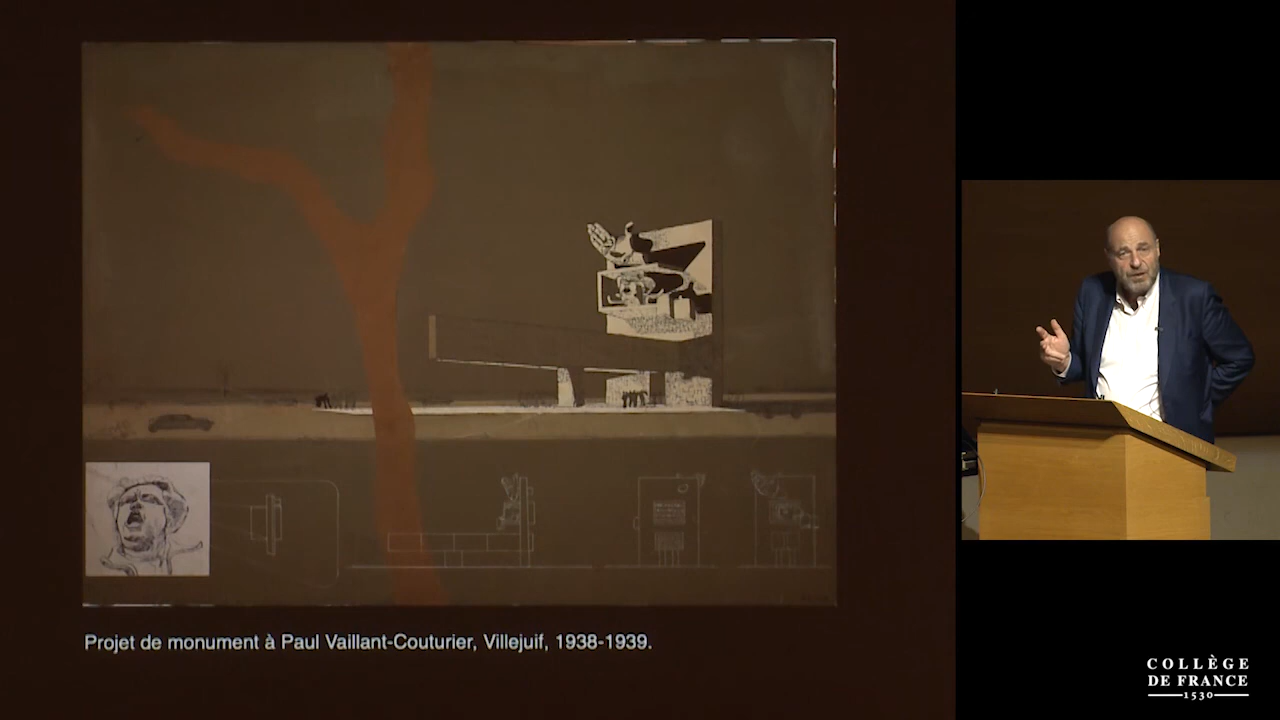 Projet de monument à Paul Vaillant-Couturier, Villejuif, 1938-1939.
COLLÈGE
DE FRANCE
1530